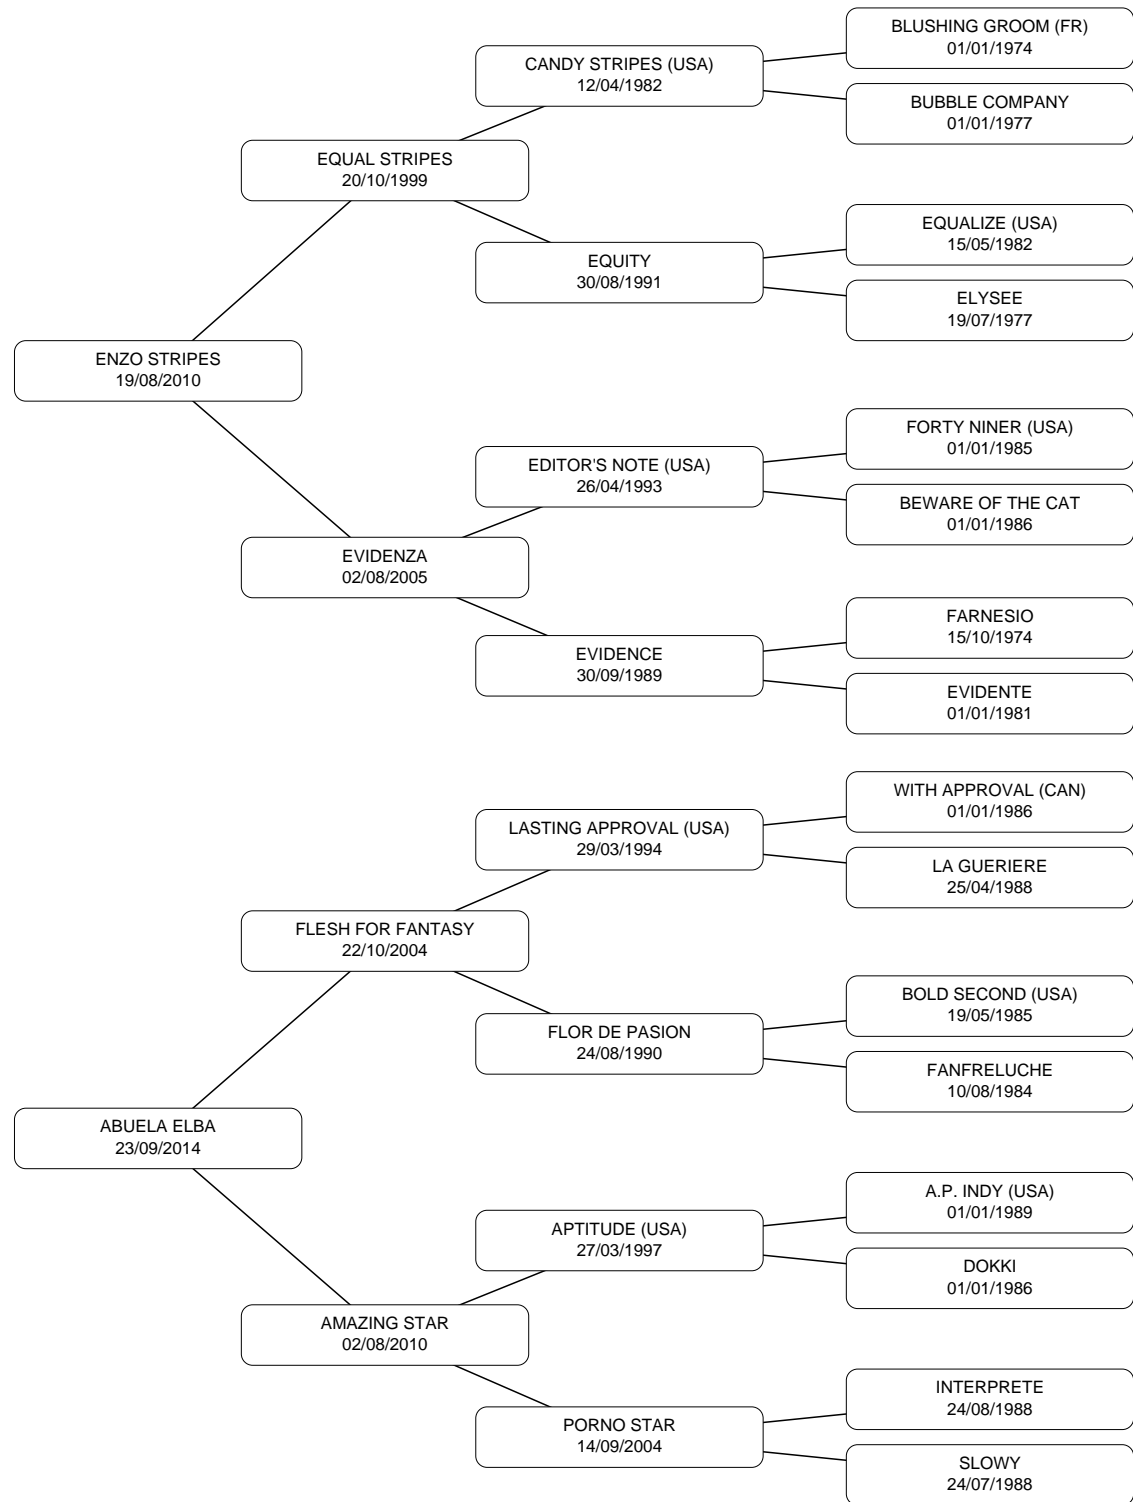 BLUSHING GROOM (FR)
01/01/1974
CANDY STRIPES (USA)
12/04/1982
BUBBLE COMPANY
01/01/1977
EQUAL STRIPES
20/10/1999
EQUALIZE (USA)
15/05/1982
EQUITY
30/08/1991
ELYSEE
19/07/1977
ENZO STRIPES
19/08/2010
FORTY NINER (USA)
01/01/1985
EDITOR'S NOTE (USA)
26/04/1993
BEWARE OF THE CAT
01/01/1986
EVIDENZA
02/08/2005
FARNESIO
15/10/1974
EVIDENCE
30/09/1989
EVIDENTE
01/01/1981
WITH APPROVAL (CAN)
01/01/1986
LASTING APPROVAL (USA)
29/03/1994
LA GUERIERE
25/04/1988
FLESH FOR FANTASY
22/10/2004
BOLD SECOND (USA)
19/05/1985
FLOR DE PASION
24/08/1990
FANFRELUCHE
10/08/1984
ABUELA ELBA
23/09/2014
A.P. INDY (USA)
01/01/1989
APTITUDE (USA)
27/03/1997
DOKKI
01/01/1986
AMAZING STAR
02/08/2010
INTERPRETE
24/08/1988
PORNO STAR
14/09/2004
SLOWY
24/07/1988